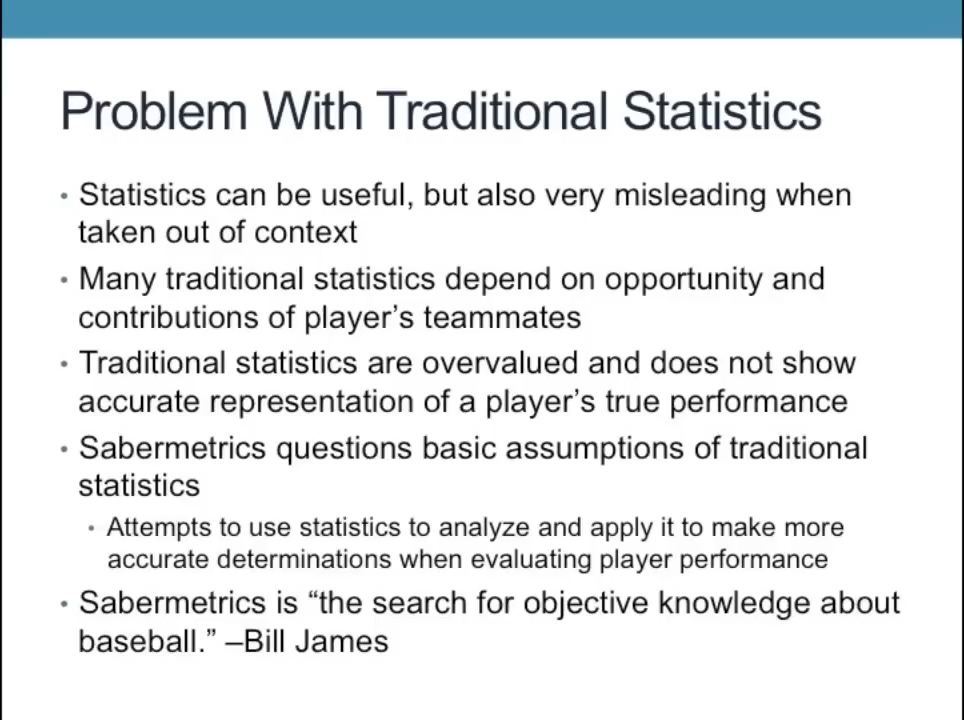 Problem With Traditional Statistics
• Statistics can be useful, but also very misleading when
taken out of context
• Many traditional statistics depend on opportunity and
contributions of player’s teammates
• Traditional statistics are overvalued and does not show
accurate representation of a player’s true performance
• Sabermetrics questions basic assumptions of traditional
statistics
• Attempts to use statistics to analyze and apply it to make more
accurate determinations when evaluating player performance
• Sabermetrics is “the search for objective knowledge about
baseball.” –Bill James